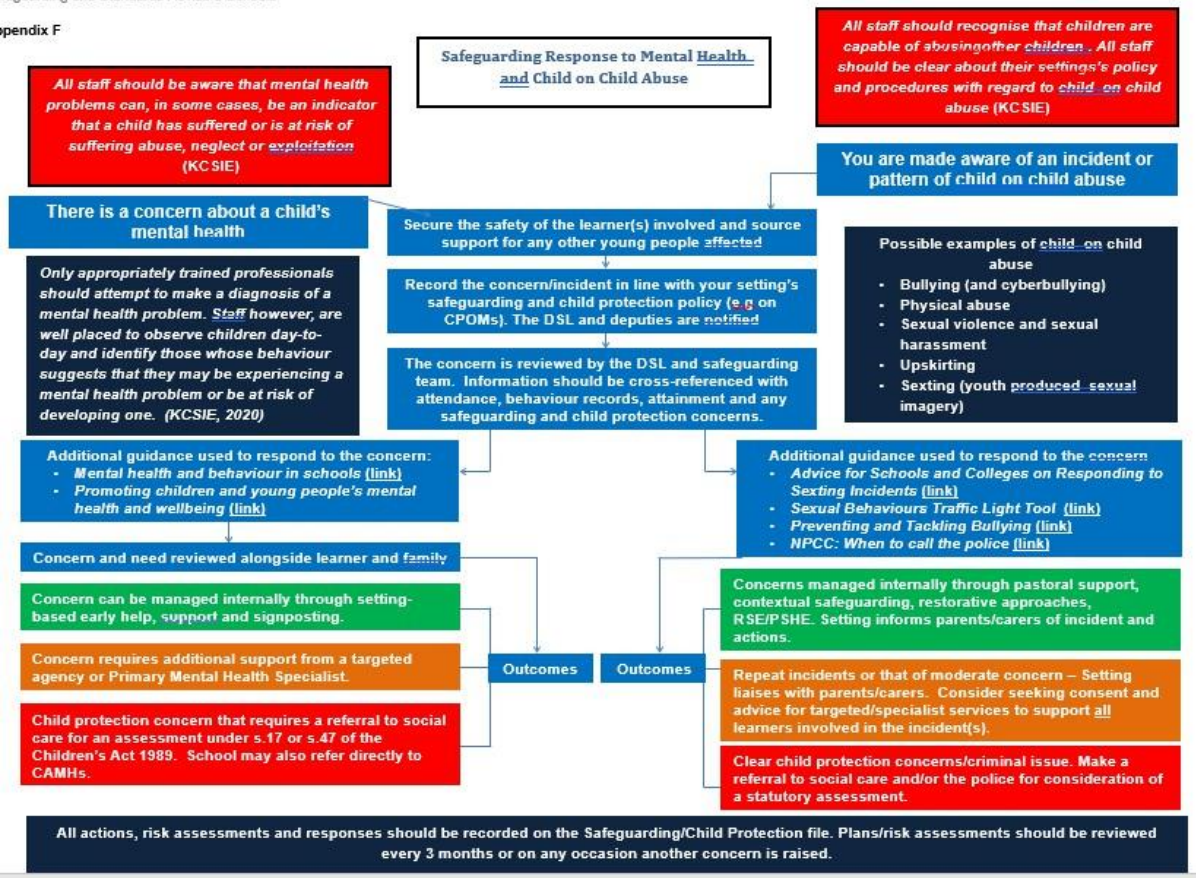 Appendix F
Safeguarding Response to Mental Health
and Child on Child Abuse
All staff should be aware that mental health
problems can, in some cases, be an indicator
that a child has suffered or is at risk of
suffering abuse, neglect or exploitation
(KCSIE)
All staff should recognise that children are
capable of abusingother children . All staff
should be clear about their settings's policy
and procedures with regard to child on child
abuse (KCSIE)
There is a concern about a child's
mental health
You are made aware of an incident or
pattern of child on child abuse
Secure the safety of the learner(s) involved and source
support for any other young people affected
Record the concern/incident in line with your setting's
safeguarding and child protection policy (e.g. on
CPOMs). The DSL and deputies are notified
The concern is reviewed by the DSL and safeguarding
team. Information should be cross-referenced with
attendance, behaviour records, attainment and any
safeguarding and child protection concerns.
Only appropriately trained professionals
should attempt to make a diagnosis of a
mental health problem. Staff however, are
well placed to observe children day-to-
day and identify those whose behaviour
suggests that they may be experiencing a
mental health problem or be at risk of
developing one. (KCSIE, 2020)
Possible examples of child on child
abuse
• Bullying (and cyberbullying)
• Physical abuse
• Sexual violence and sexual
harassment
• Upskirting
• Sexting (youth produced sexual
imagery)
Additional guidance used to respond to the concern:
• Mental health and behaviour in schools (link)
• Promoting children and young people's mental
health and wellbeing (link)
Additional guidance used to respond to the concern
• Advice for Schools and Colleges on Responding to
Sexting Incidents (link)
• Sexual Behaviours Traffic Light Tool (link)
• Preventing and Tackling Bullying (link)
• NPCC: When to call the police (link)
Concern and need reviewed alongside learner and family
Concern can be managed internally through setting-
based early help, support and signposting.
Concern requires additional support from a targeted
agency or Primary Mental Health Specialist.
Child protection concern that requires a referral to social
care for an assessment under s.17 or s.47 of the
Children's Act 1989. School may also refer directly to
CAMHs.
Outcomes
Outcomes
Concerns managed internally through pastoral support,
contextual safeguarding, restorative approaches,
RSE/PSHE. Setting informs parents/carers of incident and
actions.
Repeat incidents or that of moderate concern – Setting
liaises with parents/carers. Consider seeking consent and
advice for targeted/specialist services to support all
learners involved in the incident(s).
Clear child protection concerns/criminal issue. Make a
referral to social care and/or the police for consideration of
a statutory assessment.
All actions, risk assessments and responses should be recorded on the Safeguarding/Child Protection file. Plans/risk assessments should be reviewed
every 3 months or on any occasion another concern is raised.